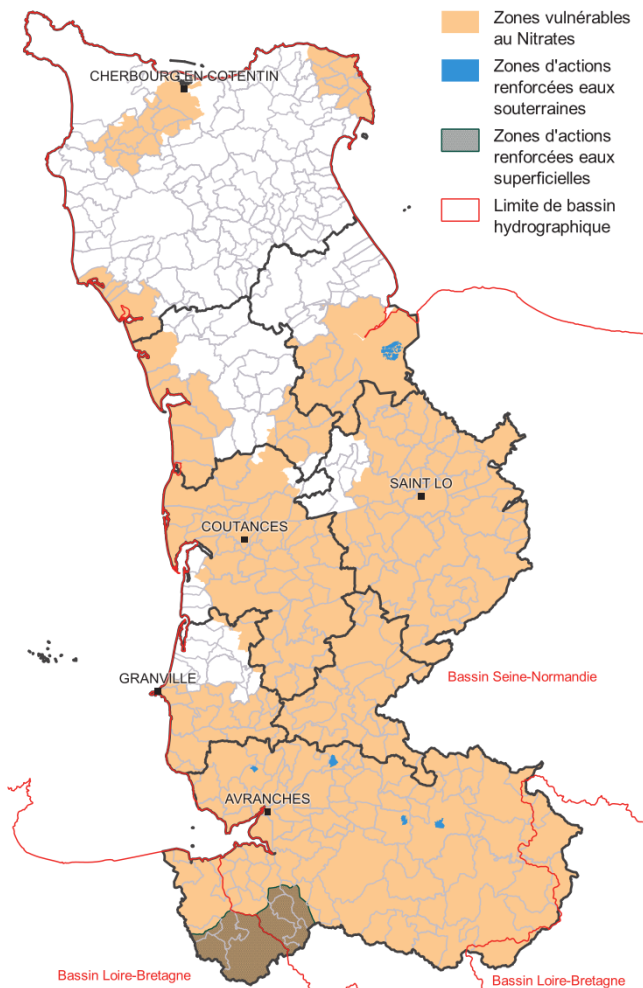 Zones vulnérables
au Nitrates
Zones d'actions
renforcées eaux
souterraines
Zones d'actions
renforcées eaux
superficielles
Limite de bassin
hydrographique
CHERBOURG EN COTENTIN
SAINT LO
COUTANCES
GRANVILLE
Bassin Seine-Normandie
AVRANCHES
Bassin Loire-Bretagne
Bassin Loire-Bretagne